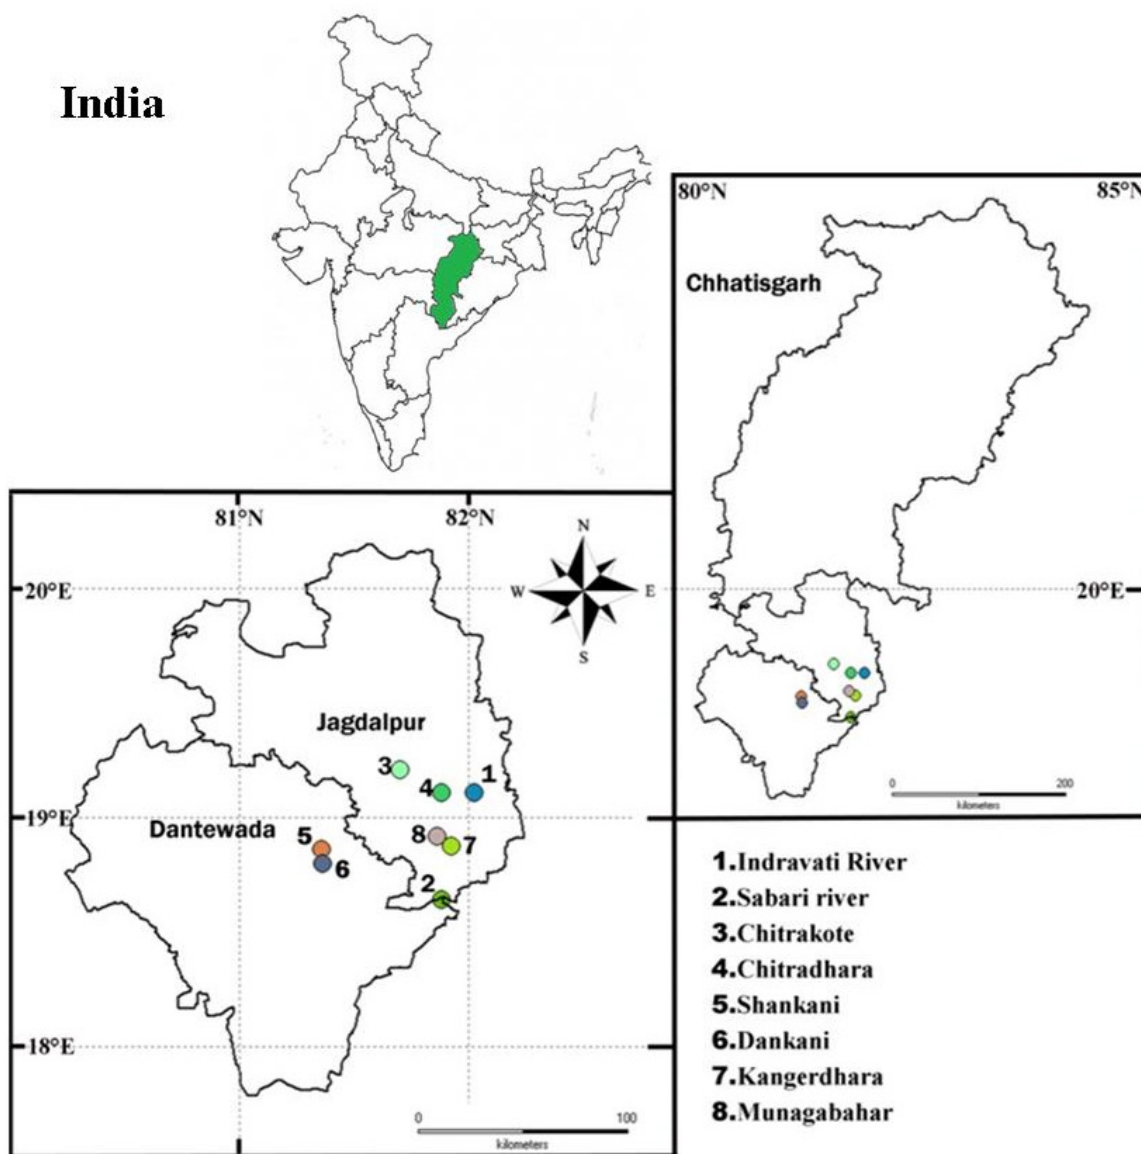 India
80°N
85°N
Chhatisgarh
20°E
0
200
kilometers
81°N
82°N
N
W
E
S
20°E
Jagdalpur
3
4
1
19°E
Dantewada
5
8
7
6
2
18°E
0
100
kilometers
1.Indravati River
2.Sabari river
3.Chitrakote
4.Chitradhara
5.Shankani
6.Dankani
7.Kangerdhara
8.Munagabahar